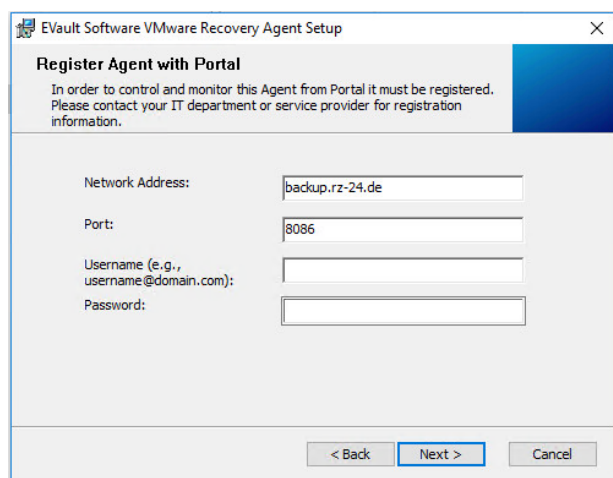 EVault Software VMware Recovery Agent Setup
Register Agent with Portal
In order to control and monitor this Agent from Portal it must be registered.
Please contact your IT department or service provider for registration
information.
Network Address:
backup.rz-24.de
Port:
8086
Username (e.g.,
username@domain.com):
Password:
< Back
Next >
Cancel